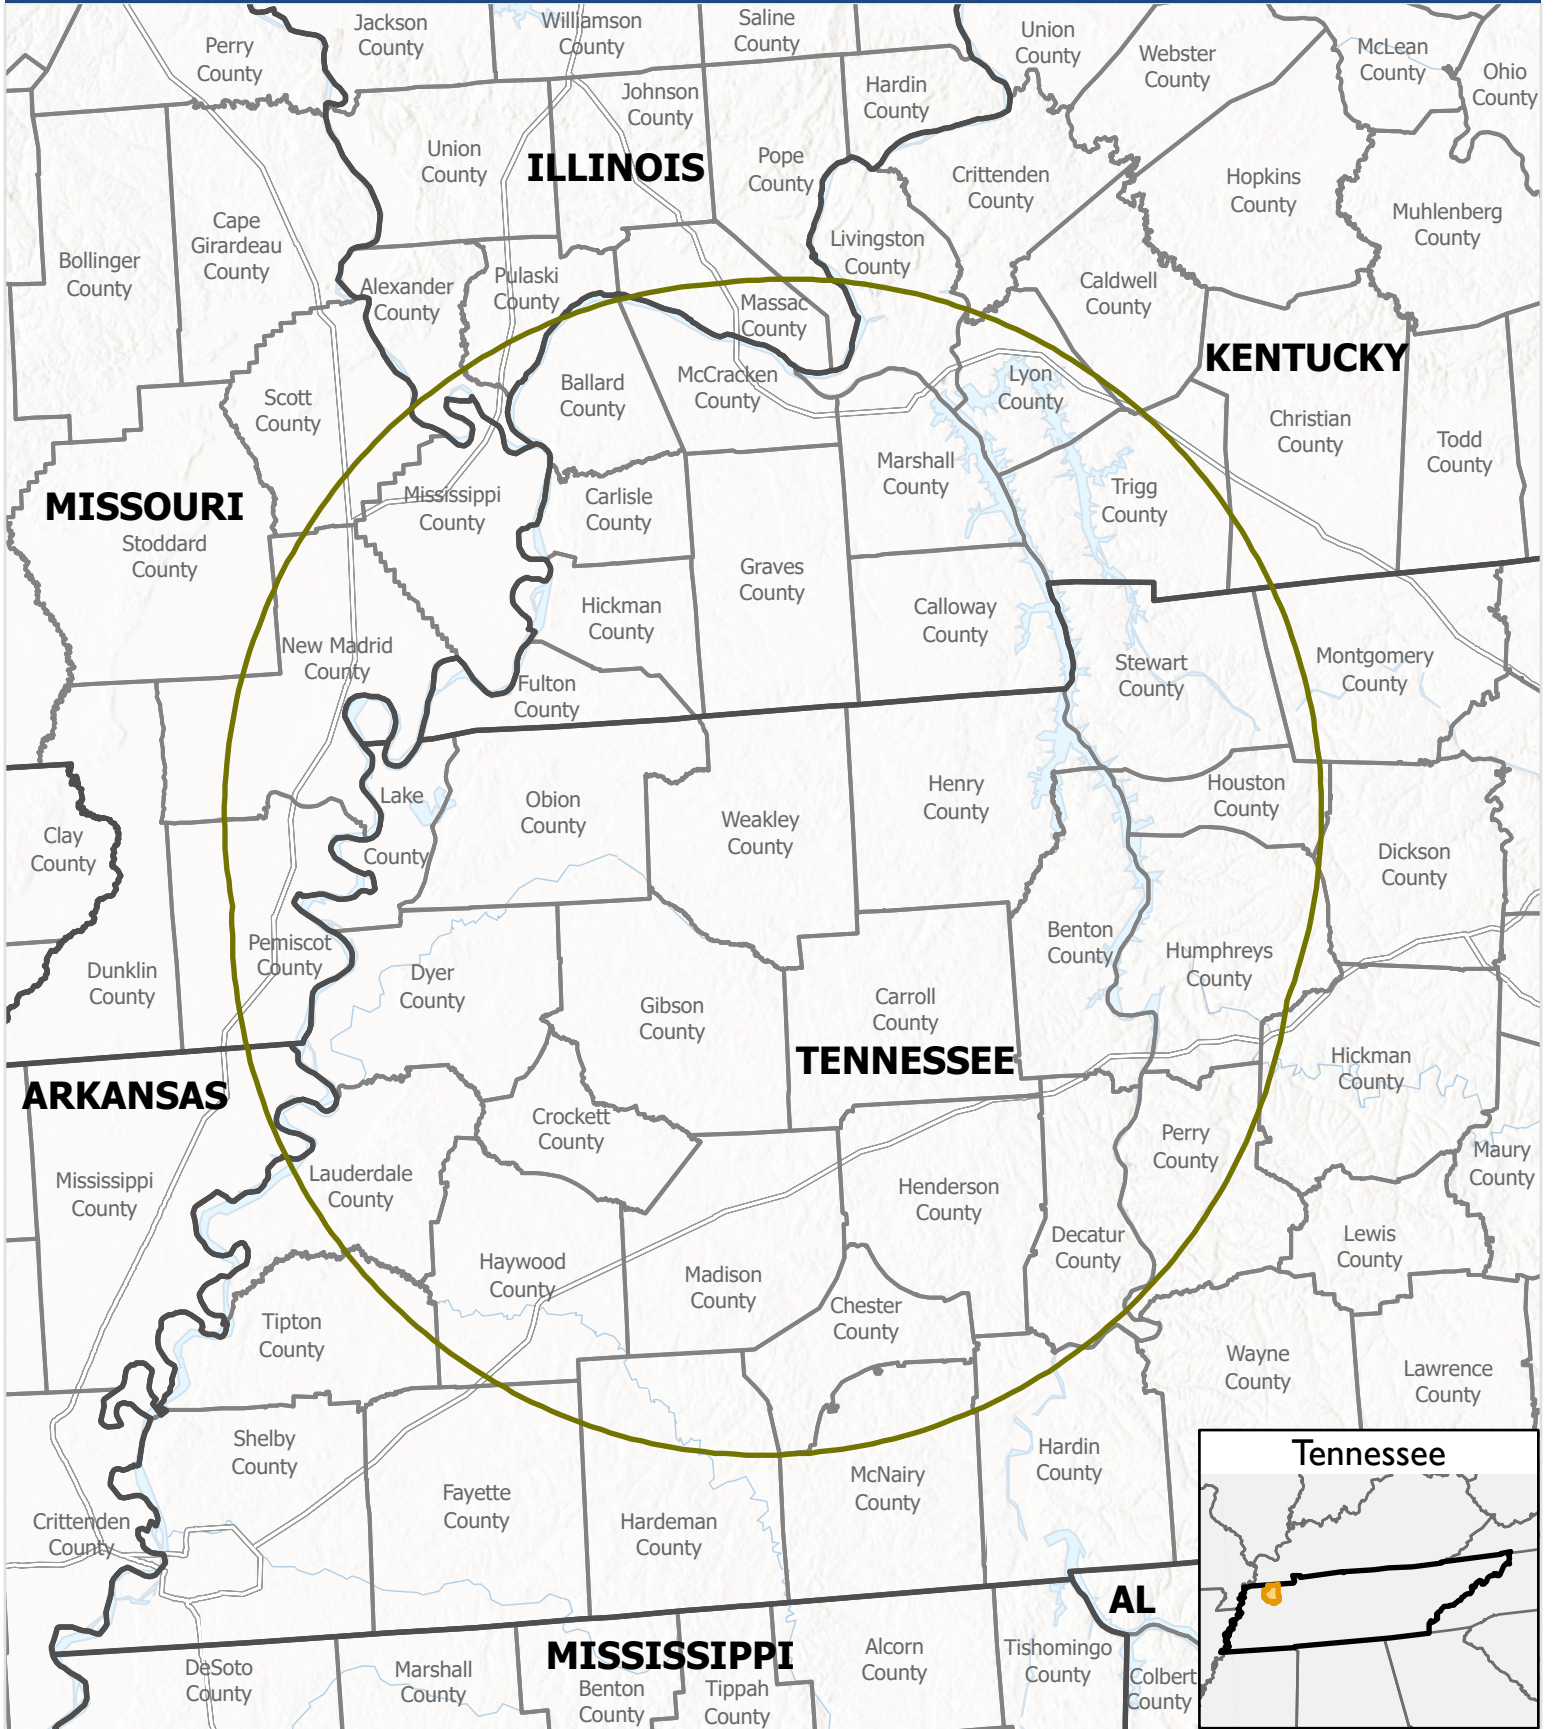 Jackson
County
Williamson
County
Saline
County
Union
County
Webster
County
McLean
County
Ohio
County
Perry
County
Johnson
County
Hardin
County
Union
County
ILLINOIS
Pope
County
Crittenden
County
Hopkins
County
Muhlenberg
County
Cape
Girardeau
County
Bollinger
County
Livingston
County
Alexander
County
Pulaski
County
Massac
County
Caldwell
County
KENTUCKY
Scott
County
Ballard
County
McCracken
County
Lyon
County
Christian
County
Todd
County
MISSOURI
Stoddard
County
Mississippi
County
Carlisle
County
Marshall
County
Trigg
County
Graves
County
Hickman
County
Calloway
County
New Madrid
County
Fulton
County
Stewart
County
Montgomery
County
Lake
County
Obion
County
Weakley
County
Henry
County
Houston
County
Clay
County
Dickson
County
Pemiscot
County
Dunklin
County
Dyer
County
Gibson
County
Carroll
County
Benton
County
Humphreys
County
TENNESSEE
Hickman
County
ARKANSAS
Crockett
County
Perry
County
Maury
County
Mississippi
County
Lauderdale
County
Henderson
County
Decatur
County
Lewis
County
Haywood
County
Madison
County
Chester
County
Tipton
County
Wayne
County
Lawrence
County
Shelby
County
Hardin
County
Tennessee
McNairy
County
Fayette
County
Hardeman
County
Crittenden
County
AL
MISSISSIPPI
DeSoto
County
Marshall
County
Benton
County
Tippah
County
Alcorn
County
Tishomingo
County
Colbert
County